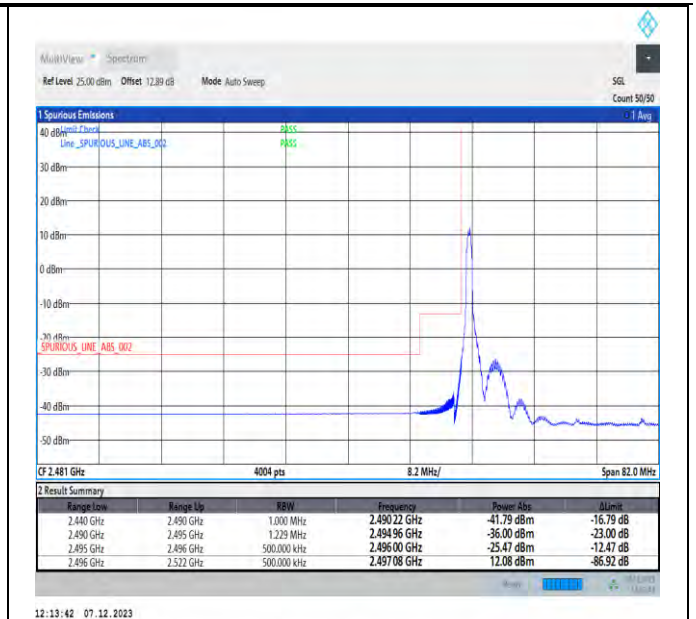 MultiView Spectrum
Ref Level 25.00 dBm Offset 12.89 dB Mode Auto Sweep SGL
Count 50/50
1 Spurious Emissions 1 Avg
40 dBm Limit Check PASS
Line _SPURIOUS_LINE_ABS_002 PASS
30 dBm
20 dBm
10 dBm
0 dBm
-10 dBm
-20 dBm
_SPURIOUS_LINE_ABS_002
-30 dBm
-40 dBm
-50 dBm
CF 2.481 GHz 4004 pts 8.2 MHz/ Span 82.0 MHz
2 Result Summary
Range Low Range Up RBW Frequency Power Abs ΔLimit
2.440 GHz 2.490 GHz 1.000 MHz 2.490 22 GHz -41.79 dBm -16.79 dB
2.490 GHz 2.495 GHz 1.229 MHz 2.494 96 GHz -36.00 dBm -23.00 dB
2.495 GHz 2.496 GHz 500.000 kHz 2.496 00 GHz -25.47 dBm -12.47 dB
2.496 GHz 2.522 GHz 500.000 kHz 2.497 08 GHz 12.08 dBm -86.92 dB
12:13:42 07.12.2023